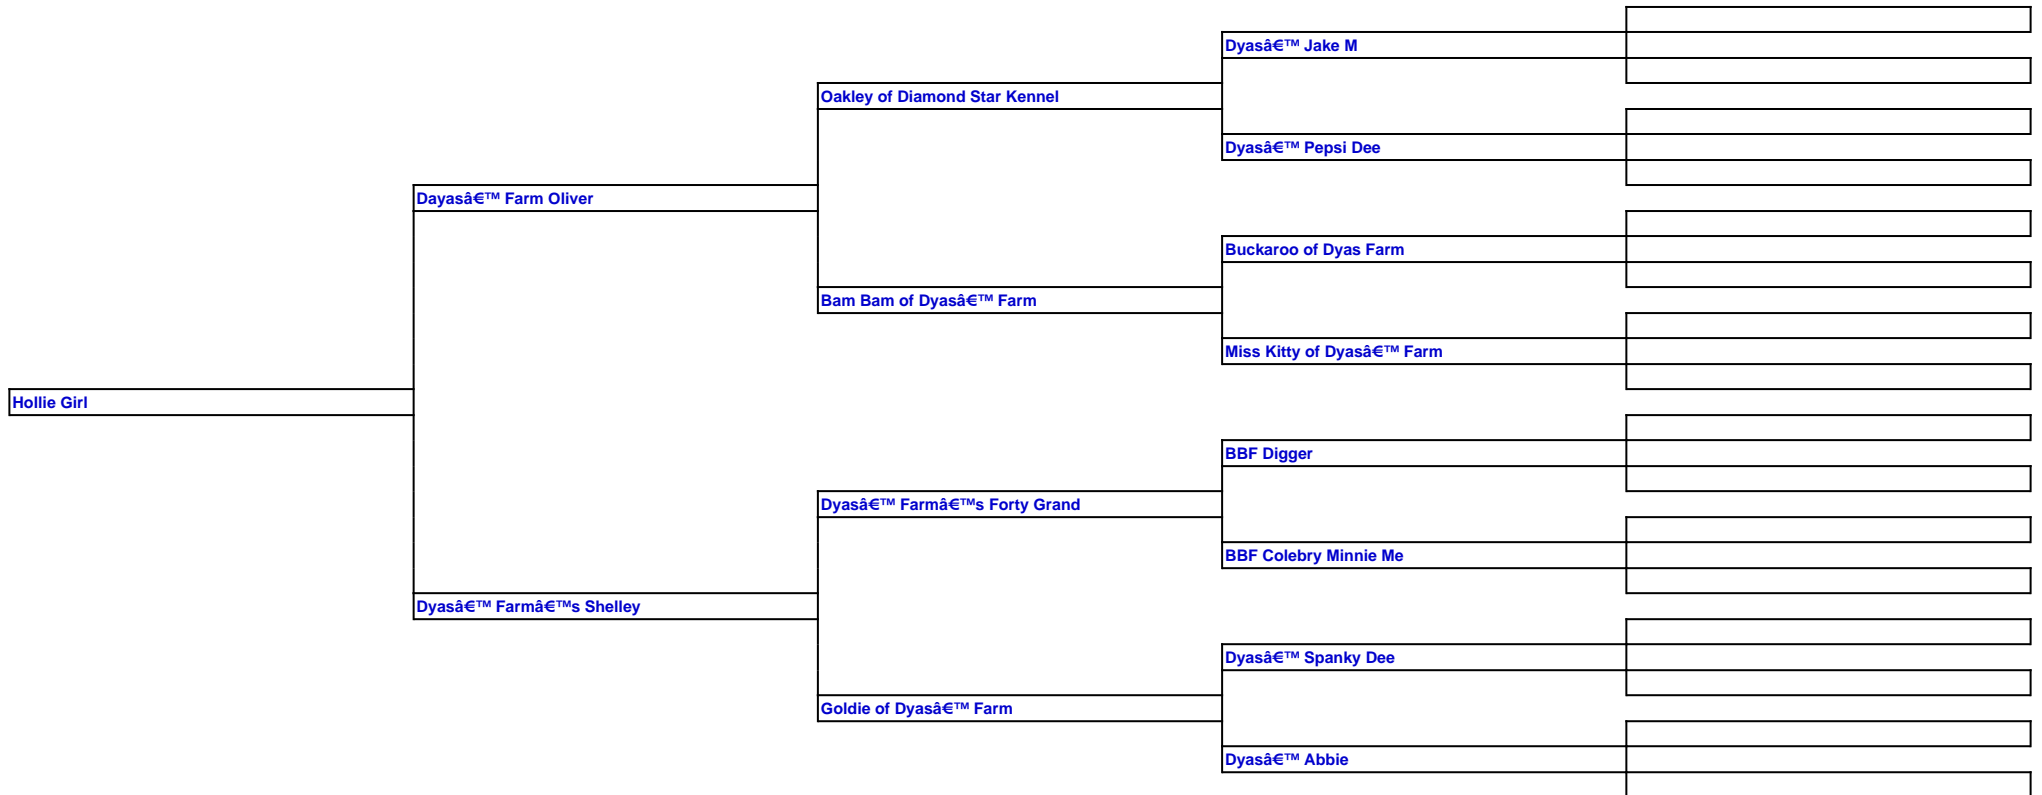 Dyasâ€™ Jake M
Oakley of Diamond Star Kennel
Dyasâ€™ Pepsi Dee
Dayasâ€™ Farm Oliver
Buckaroo of Dyas Farm
Bam Bam of Dyasâ€™ Farm
Miss Kitty of Dyasâ€™ Farm
Hollie Girl
BBF Digger
Dyasâ€™ Farmâ€™s Forty Grand
BBF Colebry Minnie Me
Dyasâ€™ Farmâ€™s Shelley
Dyasâ€™ Spanky Dee
Goldie of Dyasâ€™ Farm
Dyasâ€™ Abbie